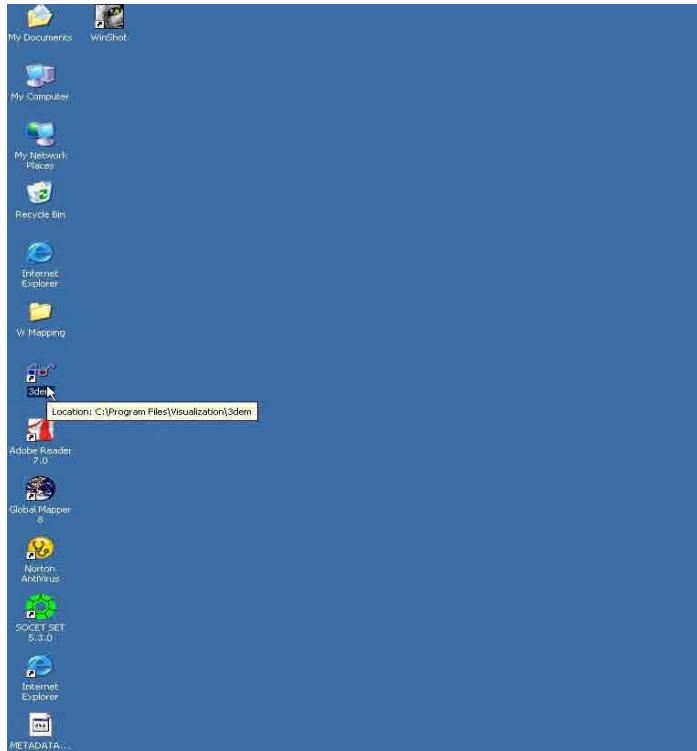 My Documents
WinShot
My Computer
My Network
Places
Recycle Bin
Internet
Explorer
Vr Mapping
3dem
Location: C:\Program Files\Visualization\3dem
Adobe Reader
7.0
Global Mapper
8
Norton
AntiVirus
SOCET SET
5.3.0
Internet
Explorer
METADATA...